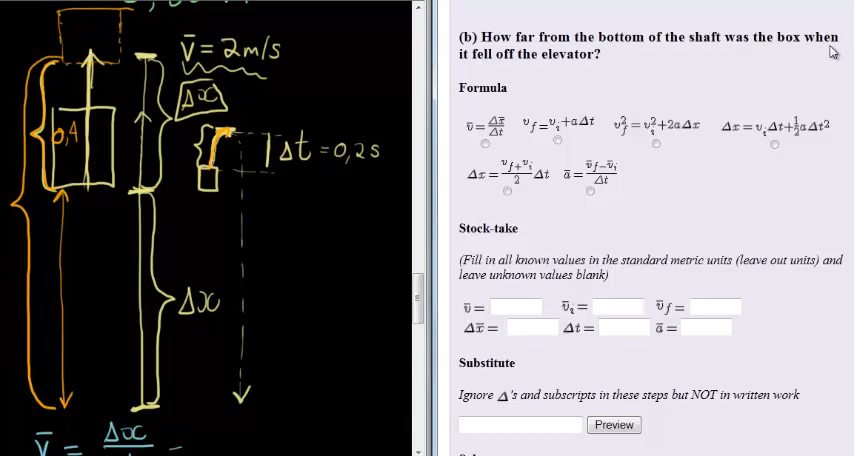 v̄ = 2m/s
Δx
0,4
Δt = 0,2s
Δx
v̄ = Δx
(b) How far from the bottom of the shaft was the box when
it fell off the elevator?
Formula
v̄=Δx̄/Δt v_f=v_i+aΔt v_f²=v_i²+2aΔx Δx=v_iΔt+½aΔt²
Δx=(v_f+v_i)/2 Δt ā=(v̄_f−v̄_i)/Δt
Stock-take
(Fill in all known values in the standard metric units (leave out units) and
leave unknown values blank)
v̄= v̄_i= v̄_f=
Δx̄= Δt= ā=
Substitute
Ignore Δ's and subscripts in these steps but NOT in written work
Preview